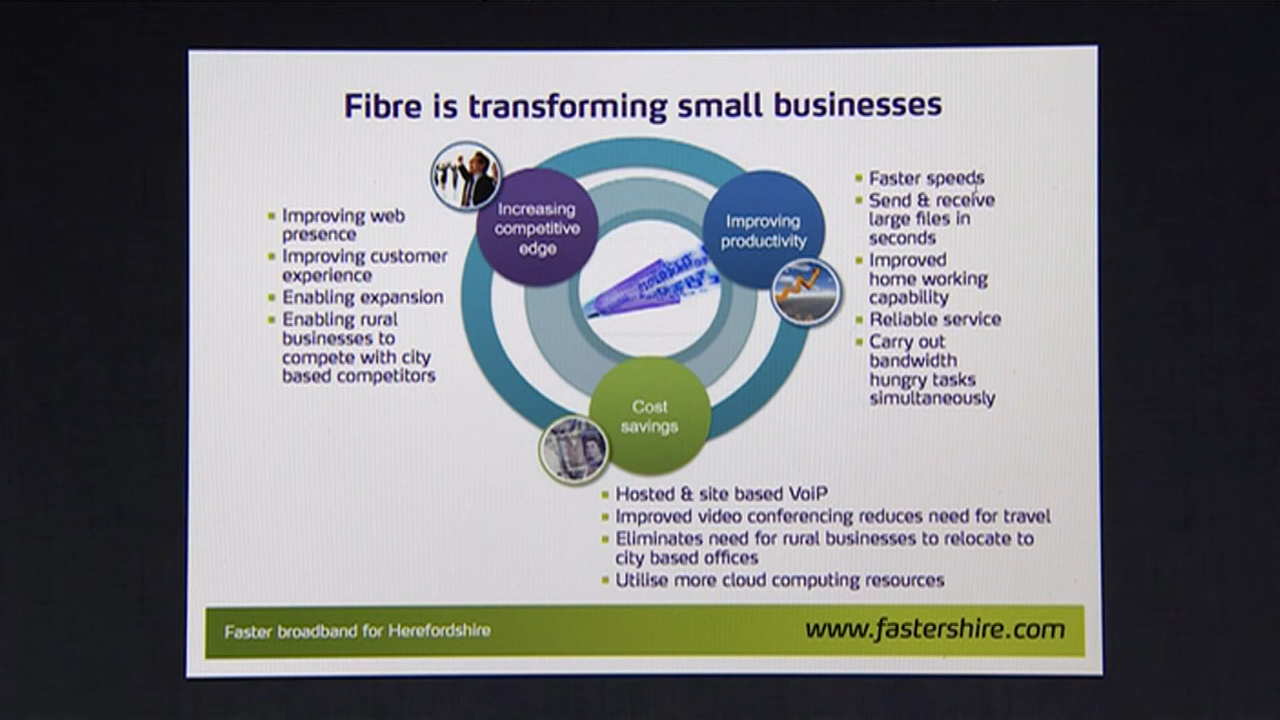 Fibre is transforming small businesses
Increasing
competitive
edge
Improving web
presence
Improving customer
experience
Enabling expansion
Enabling rural
businesses to
compete with city
based competitors
Improving
productivity
Faster speeds
Send & receive
large files in
seconds
Improved
home working
capability
Reliable service
Carry out
bandwidth
hungry tasks
simultaneously
Cost
savings
Hosted & site based VoiP
Improved video conferencing reduces need for travel
Eliminates need for rural businesses to relocate to
city based offices
Utilise more cloud computing resources
Faster broadband for Herefordshire
www.fastershire.com